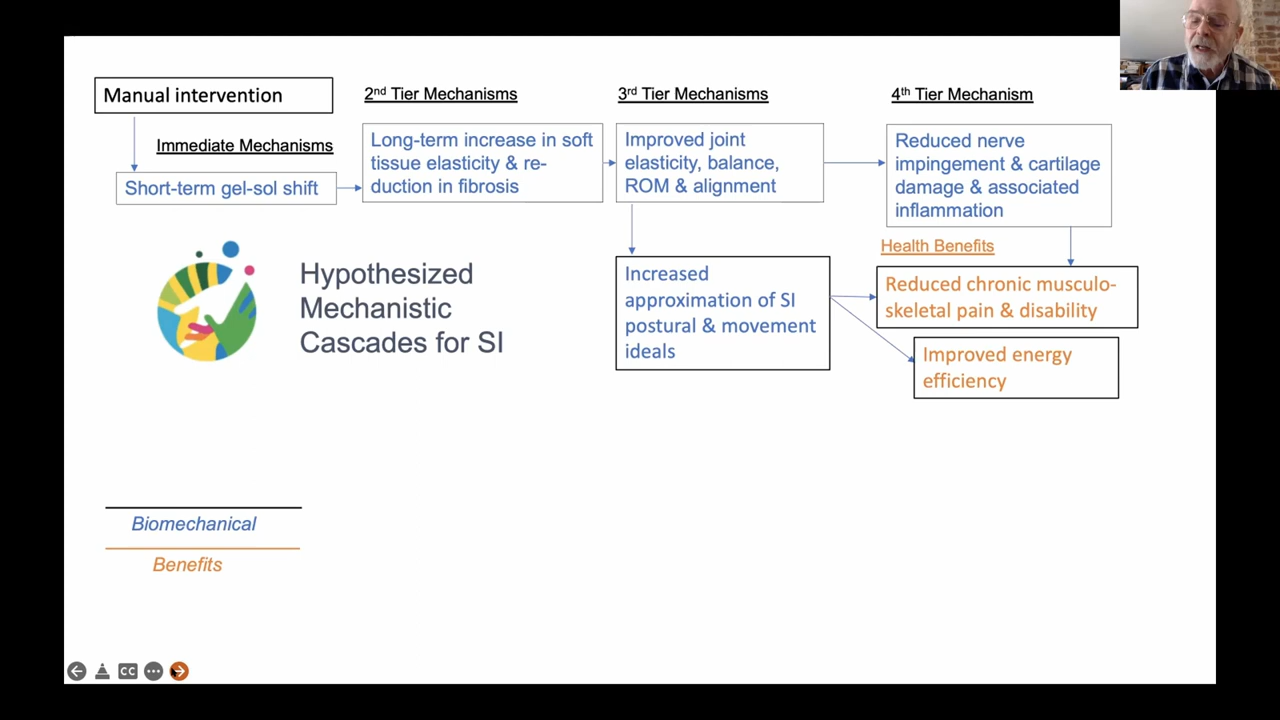 Manual intervention
Immediate Mechanisms
Short-term gel-sol shift
2nd Tier Mechanisms
Long-term increase in soft
tissue elasticity & re-
duction in fibrosis
3rd Tier Mechanisms
Improved joint
elasticity, balance,
ROM & alignment
4th Tier Mechanism
Reduced nerve
impingement & cartilage
damage & associated
inflammation
Health Benefits
Increased
approximation of SI
postural & movement
ideals
Reduced chronic musculo-
skeletal pain & disability
Improved energy
efficiency
Hypothesized
Mechanistic
Cascades for SI
Biomechanical
Benefits
CC